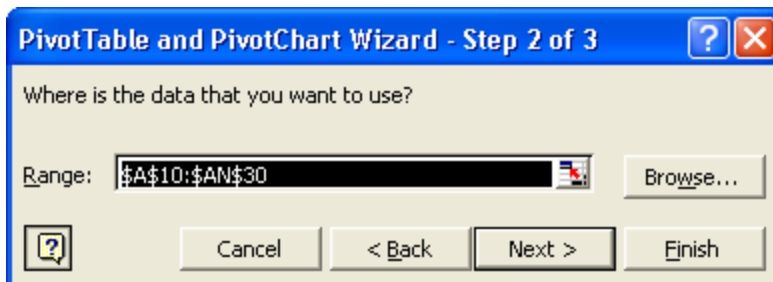 PivotTable and PivotChart Wizard - Step 2 of 3
Where is the data that you want to use?
Range: $A$10:$AN$30 Browse...
Cancel < Back Next > Finish